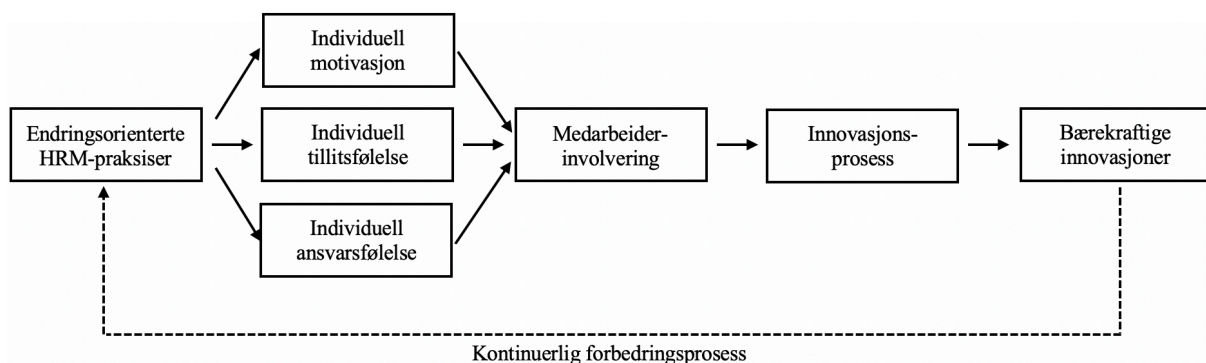 Endringsorienterte
HRM-praksiser
Individuell
motivasjon
Individuell
tillitsfølelse
Individuell
ansvarsfølelse
Medarbeider-
involvering
Innovasjons-
prosess
Bærekraftige
innovasjoner
Kontinuerlig forbedringsprosess